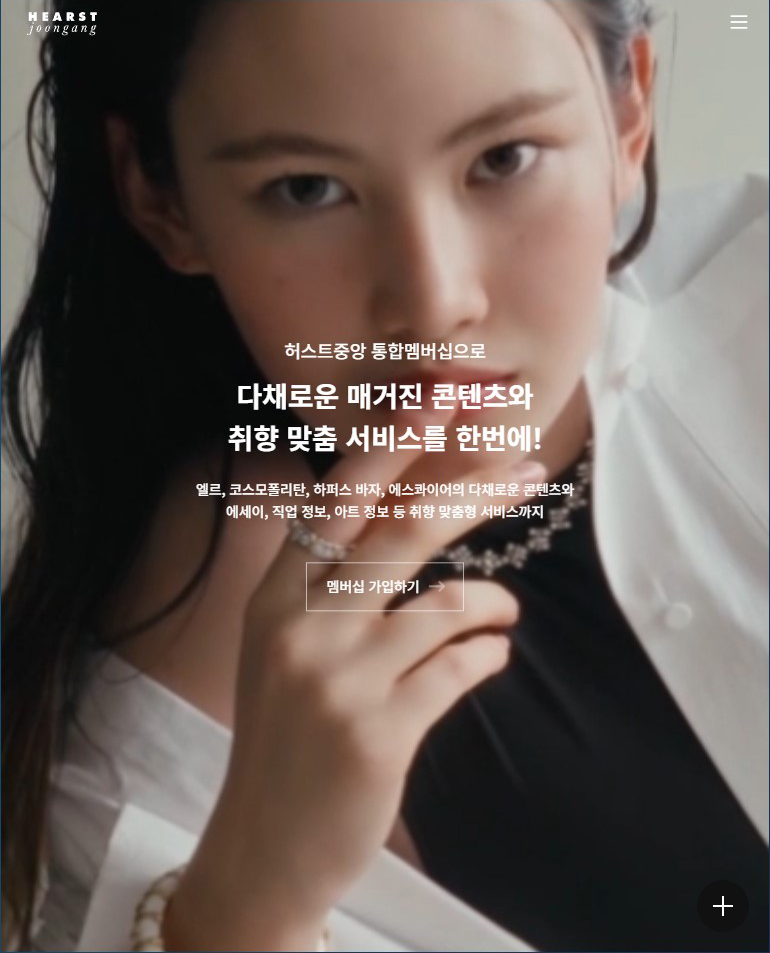 HEARST
joongang
허스트중앙 통합멤버십으로
다채로운 매거진 콘텐츠와
취향 맞춤 서비스를 한번에!
엘르, 코스모폴리탄, 하퍼스 바자, 에스콰이어의 다채로운 콘텐츠와
에세이, 직업 정보, 아트 정보 등 취향 맞춤형 서비스까지
멤버십 가입하기